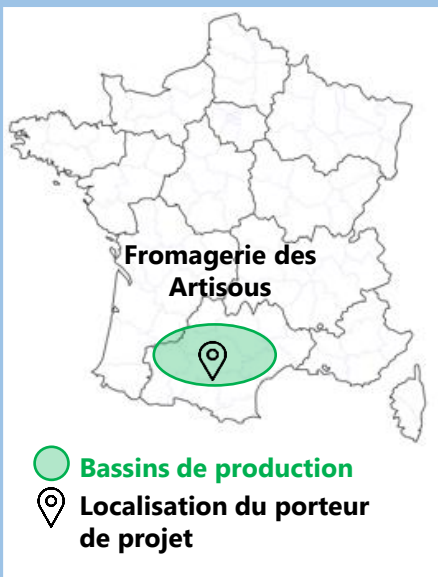 Fromagerie des
Artisous
Bassins de production
Localisation du porteur
de projet